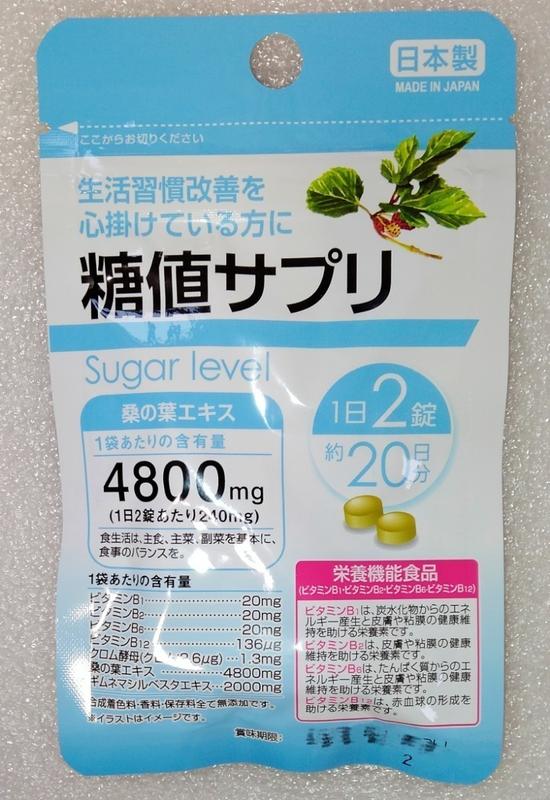 日本製
MADE IN JAPAN
ここからお切りください
生活習慣改善を
心掛けている方に
糖値サプリ
Sugar level
桑の葉エキス
1袋あたりの含有量
4800mg
(1日2錠あたり240mg)
食生活は、主食、主菜、副菜を基本に、
食事のバランスを。
1日2錠
約20日分
1袋あたりの含有量
ビタミンB1 20mg
ビタミンB2 20mg
ビタミンB6 20mg
ビタミンB12 136μg
クロム酵母(クロム2.6μg) 1.3mg
桑の葉エキス 4800mg
ギムネマシルベスタエキス 2000mg
合成着色料・香料・保存料全て無添加です。
※イラストはイメージです。
栄養機能食品
(ビタミンB1・ビタミンB2・ビタミンB6・ビタミンB12)
ビタミンB1は、炭水化物からのエネ
ルギー産生と皮膚や粘膜の健康維
持を助ける栄養素です。
ビタミンB2は、皮膚や粘膜の健康
維持を助ける栄養素です。
ビタミンB6は、たんぱく質からのエ
ネルギー産生と皮膚や粘膜の健康
維持を助ける栄養素です。
ビタミンB12は、赤血球の形成を
助ける栄養素です。
賞味期限:
2